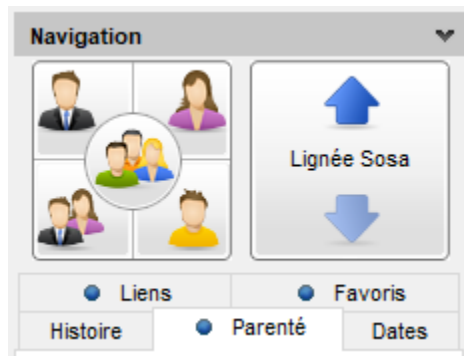 Navigation
Lignée Sosa
Liens Favoris
Histoire Parenté Dates